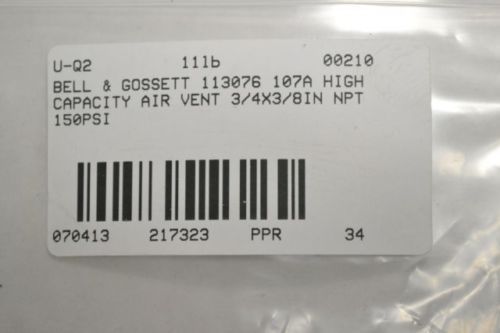 U-Q2 11lb 00210
BELL & GOSSETT 113076 107A HIGH
CAPACITY AIR VENT 3/4X3/8IN NPT
150PSI
070413 217323 PPR 34